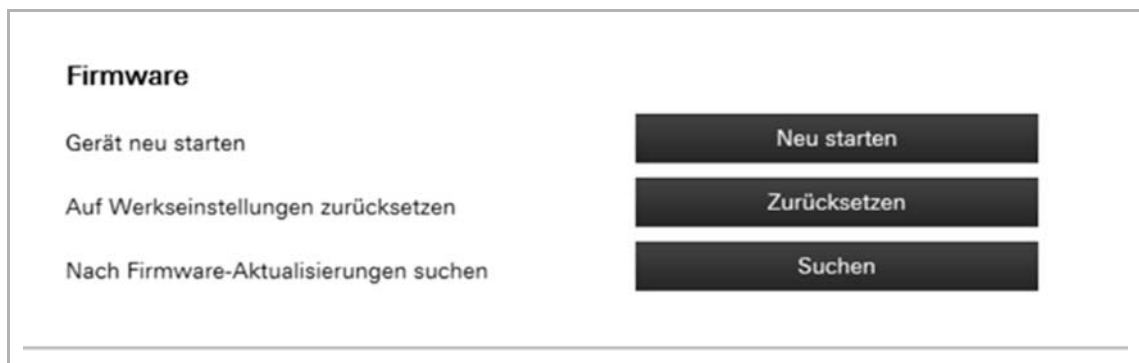 Firmware
Gerät neu starten Neu starten
Auf Werkseinstellungen zurücksetzen Zurücksetzen
Nach Firmware-Aktualisierungen suchen Suchen